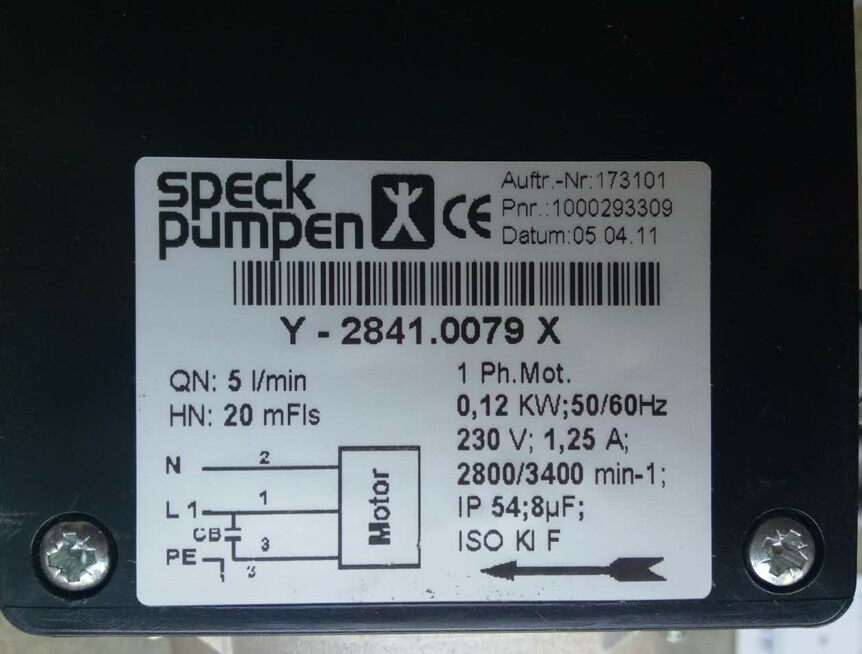 speck
pumpen
CE
Auftr.-Nr:173101
Pnr.:1000293309
Datum:05 04.11
Y - 2841.0079 X
QN: 5 l/min
HN: 20 mFls
1 Ph.Mot.
0,12 KW;50/60Hz
230 V; 1,25 A;
2800/3400 min-1;
IP 54;8µF;
ISO Kl F
N 2
L 1 1
CB
3
PE
3
Motor